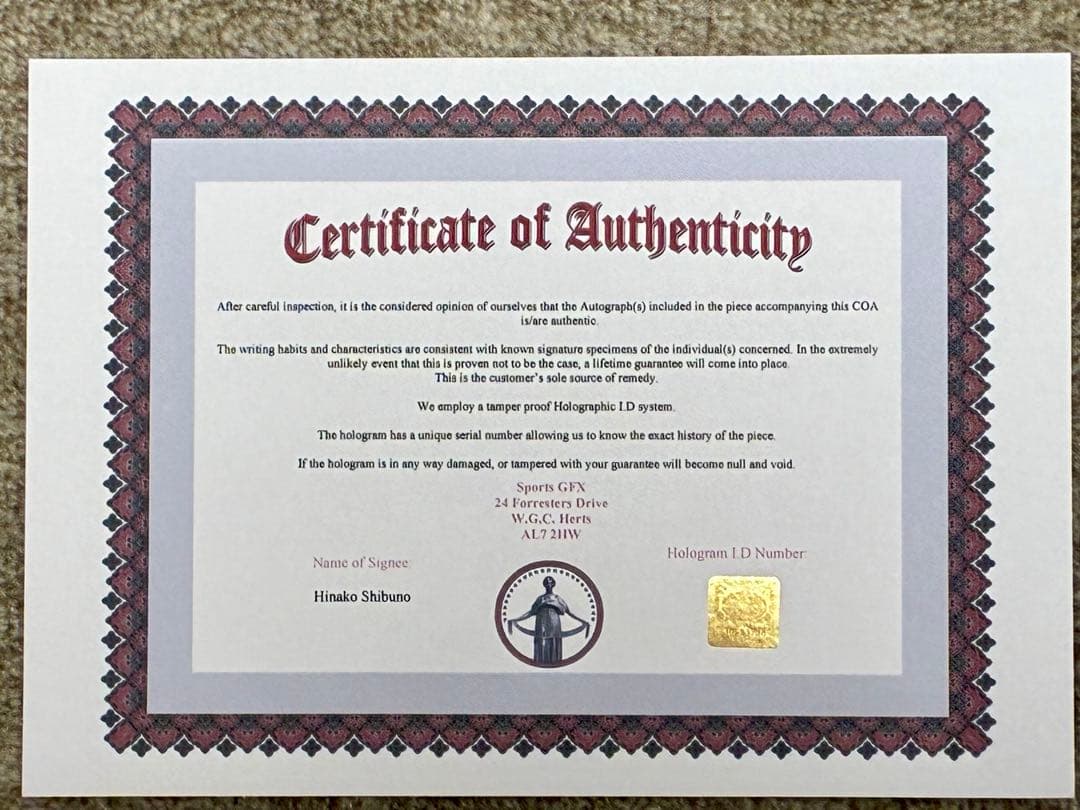 Certificate of Authenticity
After careful inspection, it is the considered opinion of ourselves that the Autograph(s) included in the piece accompanying this COA
is/are authentic.
The writing habits and characteristics are consistent with known signature specimens of the individual(s) concerned. In the extremely
unlikely event that this is proven not to be the case, a lifetime guarantee will come into place.
This is the customer's sole source of remedy.
We employ a tamper proof Holographic I.D system.
The hologram has a unique serial number allowing us to know the exact history of the piece.
If the hologram is in any way damaged, or tampered with your guarantee will become null and void.
Sports GFX
24 Forresters Drive
W.G.C. Herts
AL7 2HW
Name of Signee:
Hologram I.D Number:
Hinako Shibuno